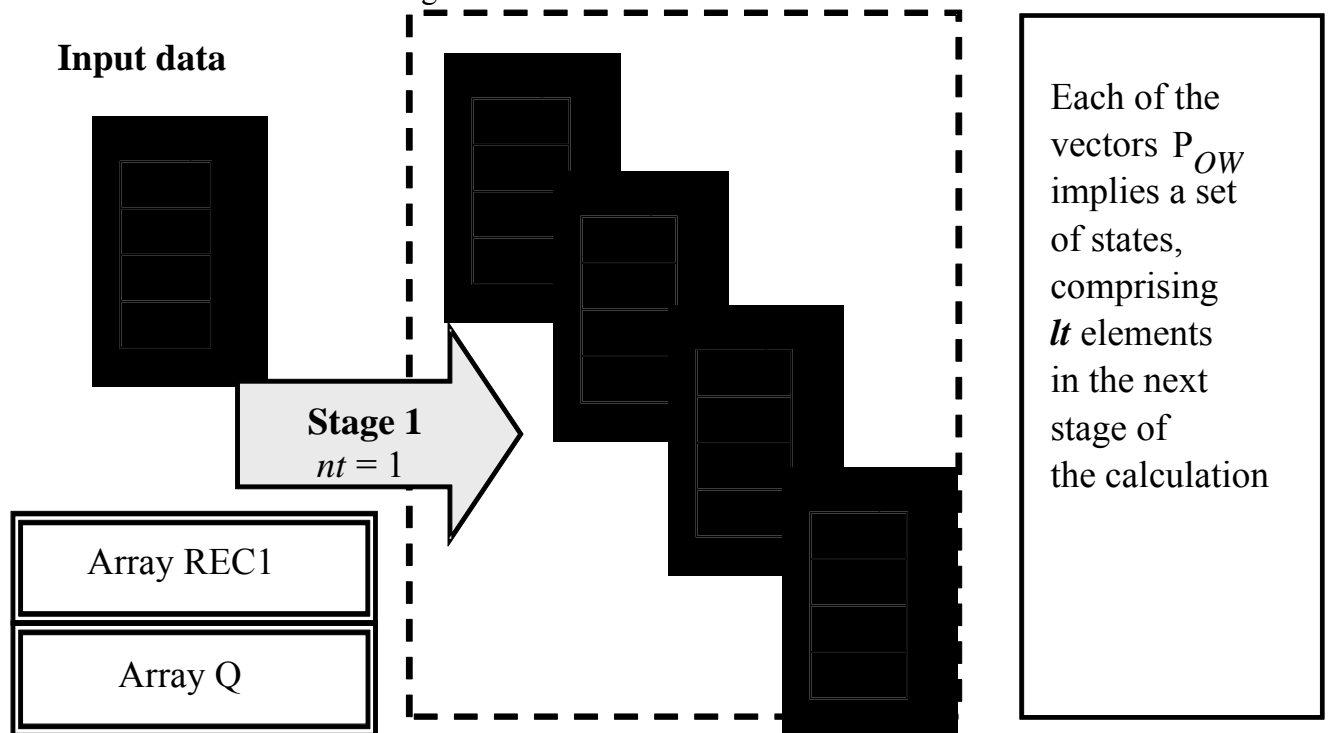 Input data
Stage 1
nt = 1
Array REC1
Array Q
Each of the
vectors P_OW
implies a set
of states,
comprising
lt elements
in the next
stage of
the calculation